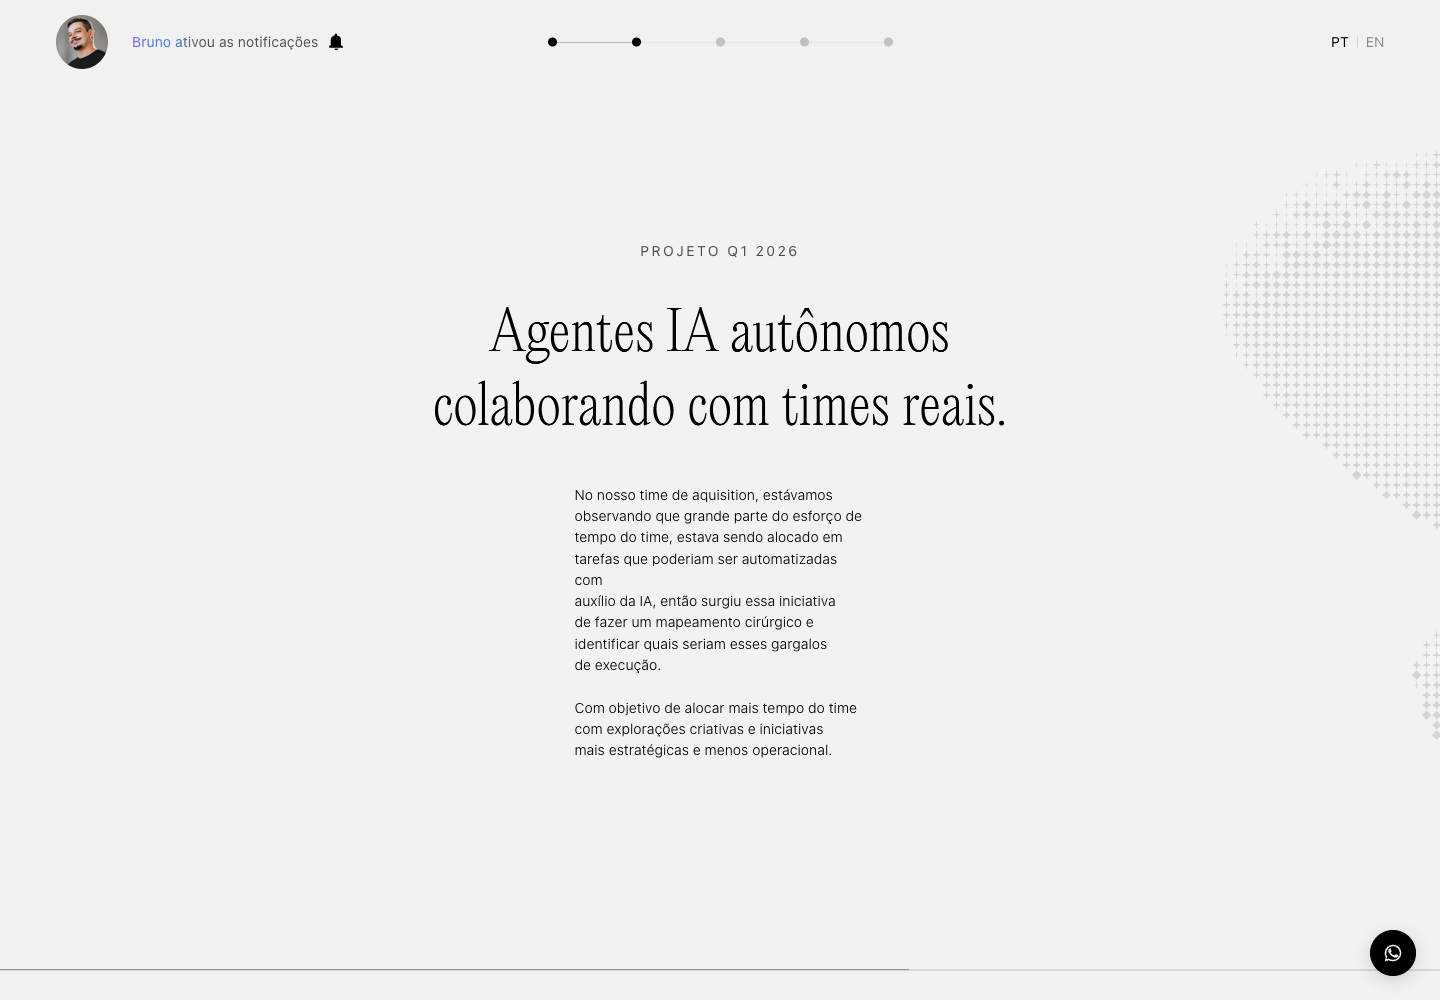 Bruno ativou as notificações
PT
EN
PROJETO Q1 2026
Agentes IA autônomos
colaborando com times reais.
No nosso time de aquisition, estávamos
observando que grande parte do esforço de
tempo do time, estava sendo alocado em
tarefas que poderiam ser automatizadas
com
auxílio da IA, então surgiu essa iniciativa
de fazer um mapeamento cirúrgico e
identificar quais seriam esses gargalos
de execução.
Com objetivo de alocar mais tempo do time
com explorações criativas e iniciativas
mais estratégicas e menos operacional.